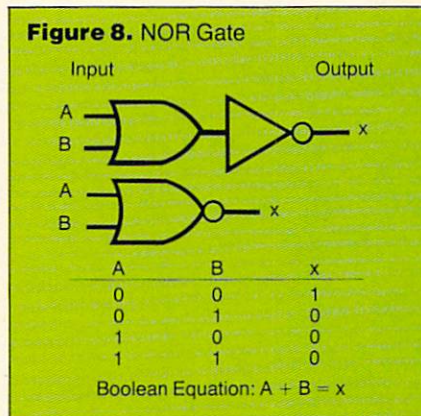 Figure 8. NOR Gate
Input Output
A
B
x
A
B
x
A B x
0 0 1
0 1 0
1 0 0
1 1 0
Boolean Equation: A + B = x